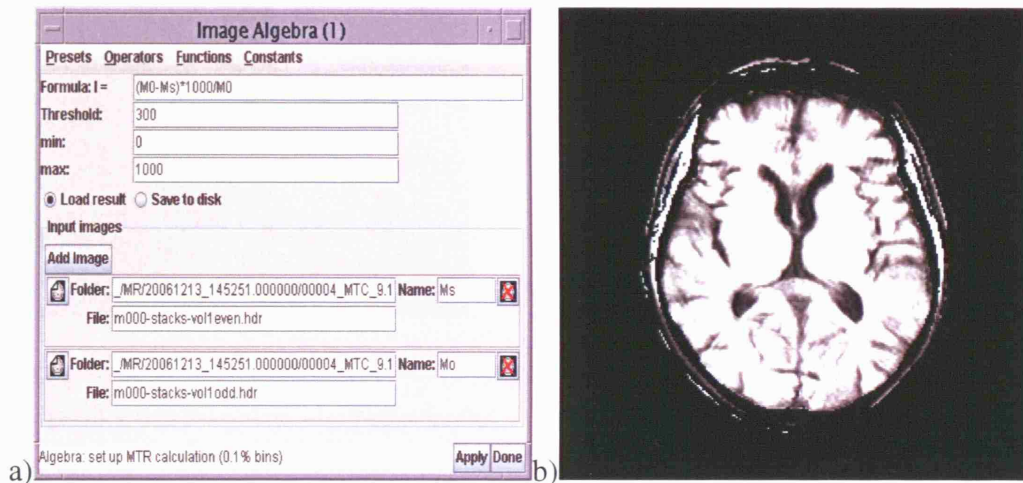 Image Algebra (1)
Presets Operators Functions Constants
Formula: I = (M0-Ms)*1000/M0
Threshold: 300
min: 0
max: 1000
Load result Save to disk
Input images
Add Image
Folder: _/MR/20061213_145251.000000/00004_MTC_9.1 Name: Ms
File: m000-stacks-vol1even.hdr
Folder: _/MR/20061213_145251.000000/00004_MTC_9.1 Name: Mo
File: m000-stacks-vol1odd.hdr
Algebra: set up MTR calculation (0.1% bins) Apply Done
a) b)